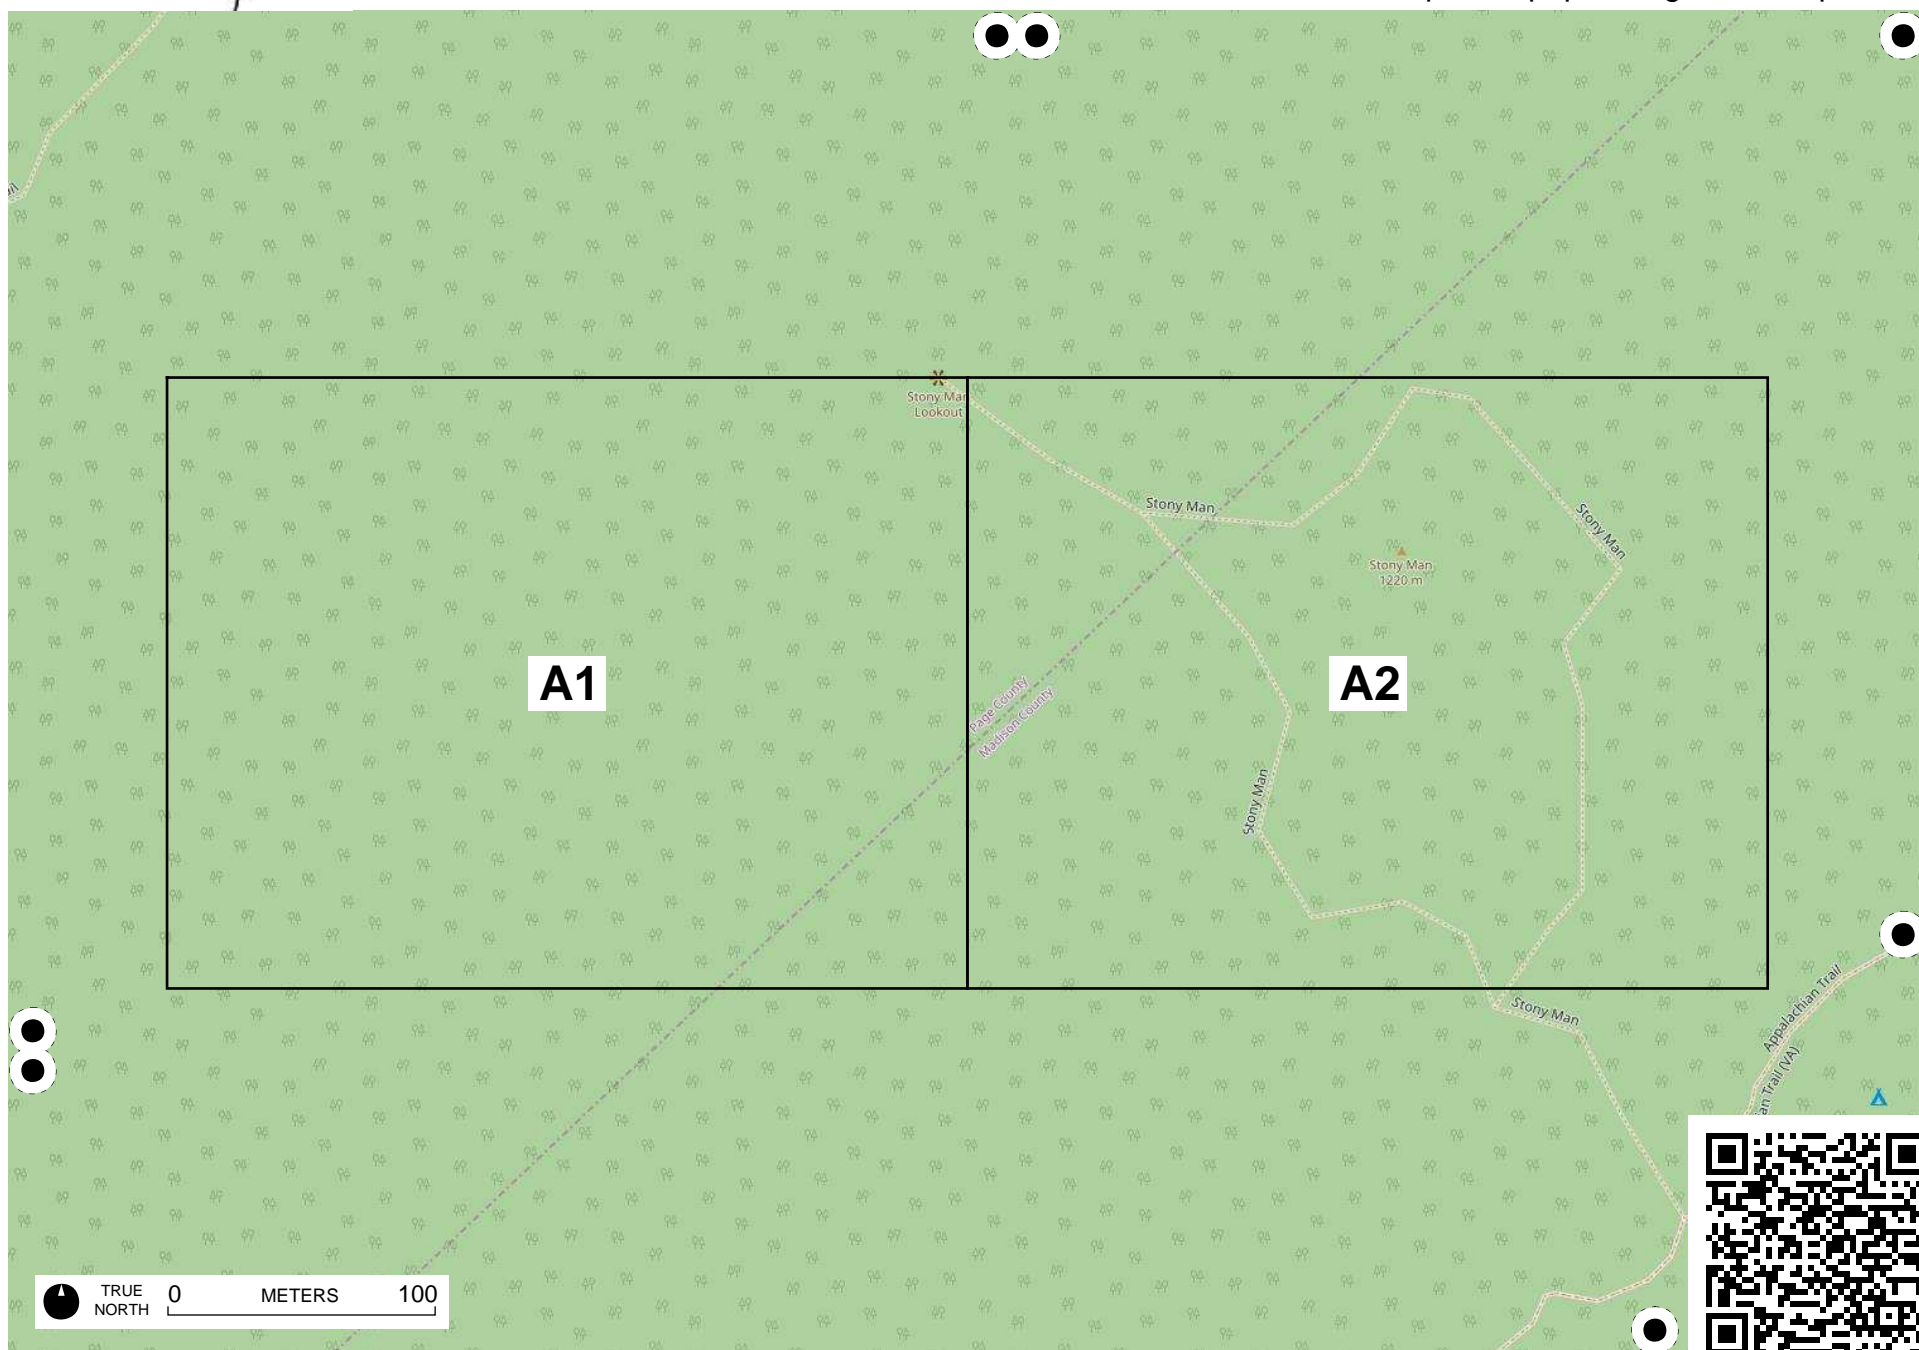 Stony Man
Lookout
Stony Man
Stony Man
Stony Man
1220 m
A1
A2
Page County
Madison County
Stony Man
Stony Man
Appalachian Trail
Trail (VA)
TRUE
NORTH
0
METERS
100